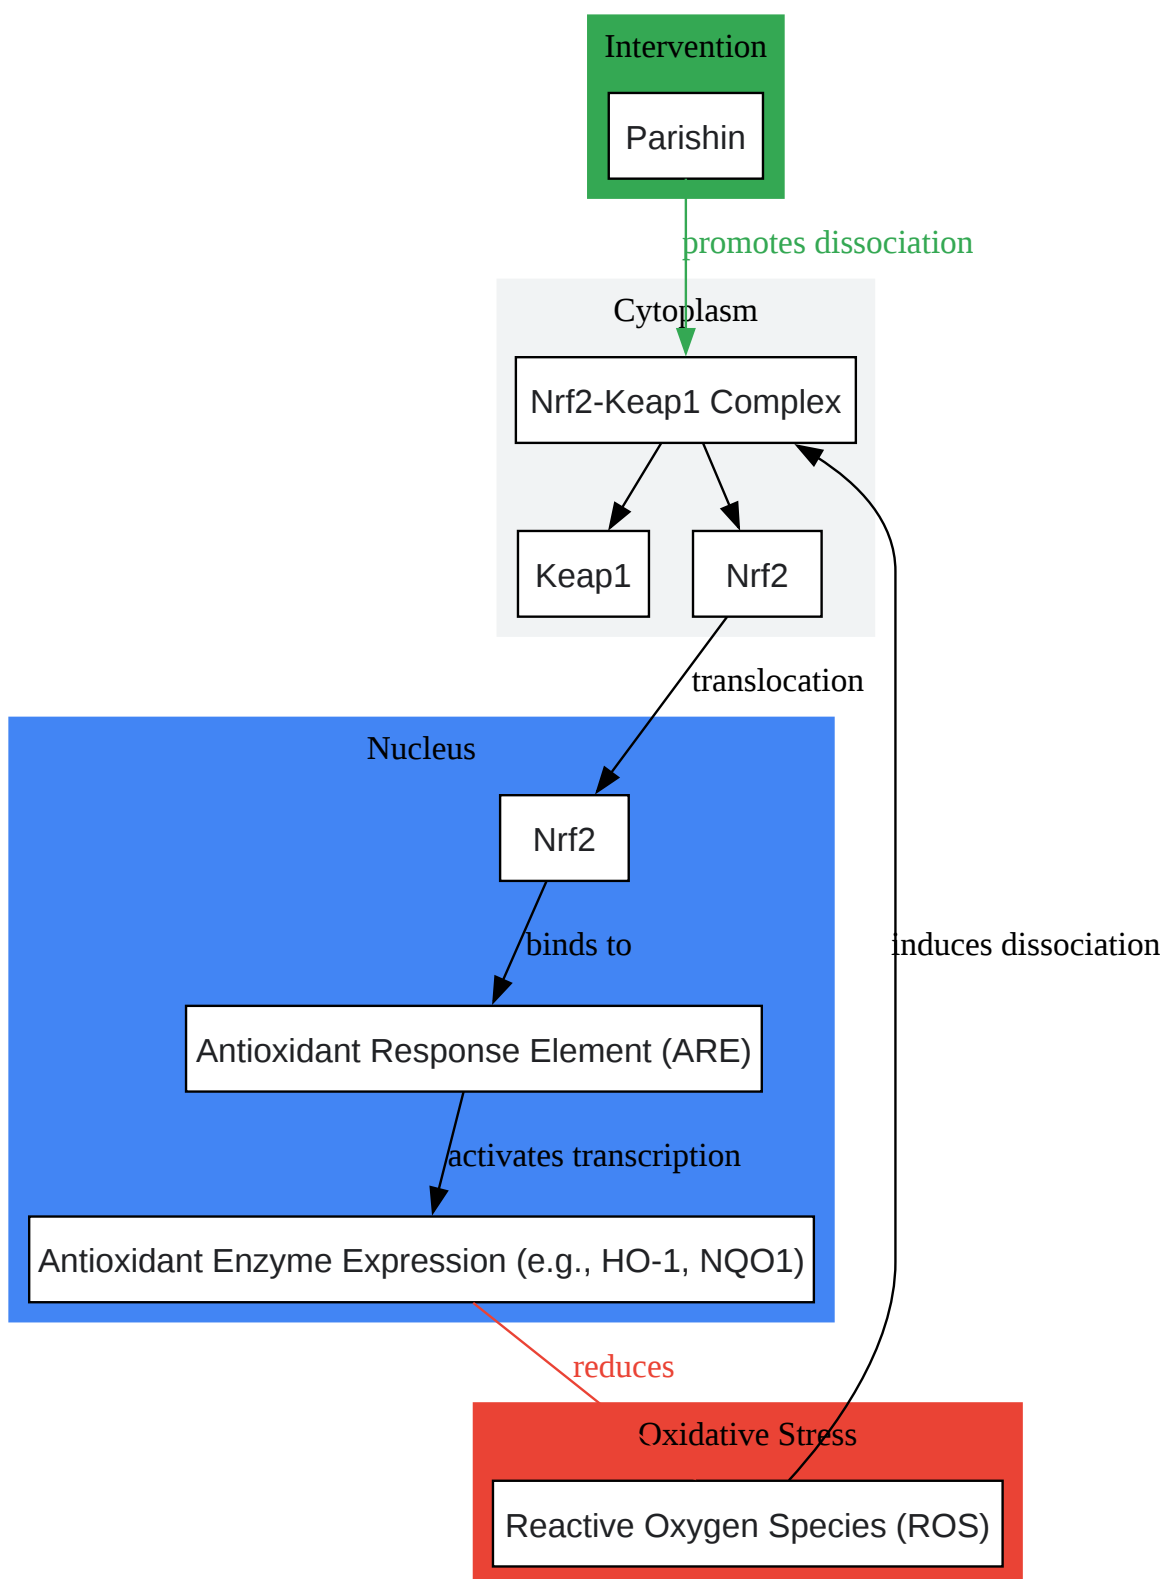 Intervention
Parishin
promotes dissociation
Cytoplasm
Nrf2-Keap1 Complex
Keap1
Nrf2
translocation
Nucleus
Nrf2
binds to
induces dissociation
Antioxidant Response Element (ARE)
activates transcription
Antioxidant Enzyme Expression (e.g., HO-1, NQO1)
reduces
Oxidative Stress
Reactive Oxygen Species (ROS)